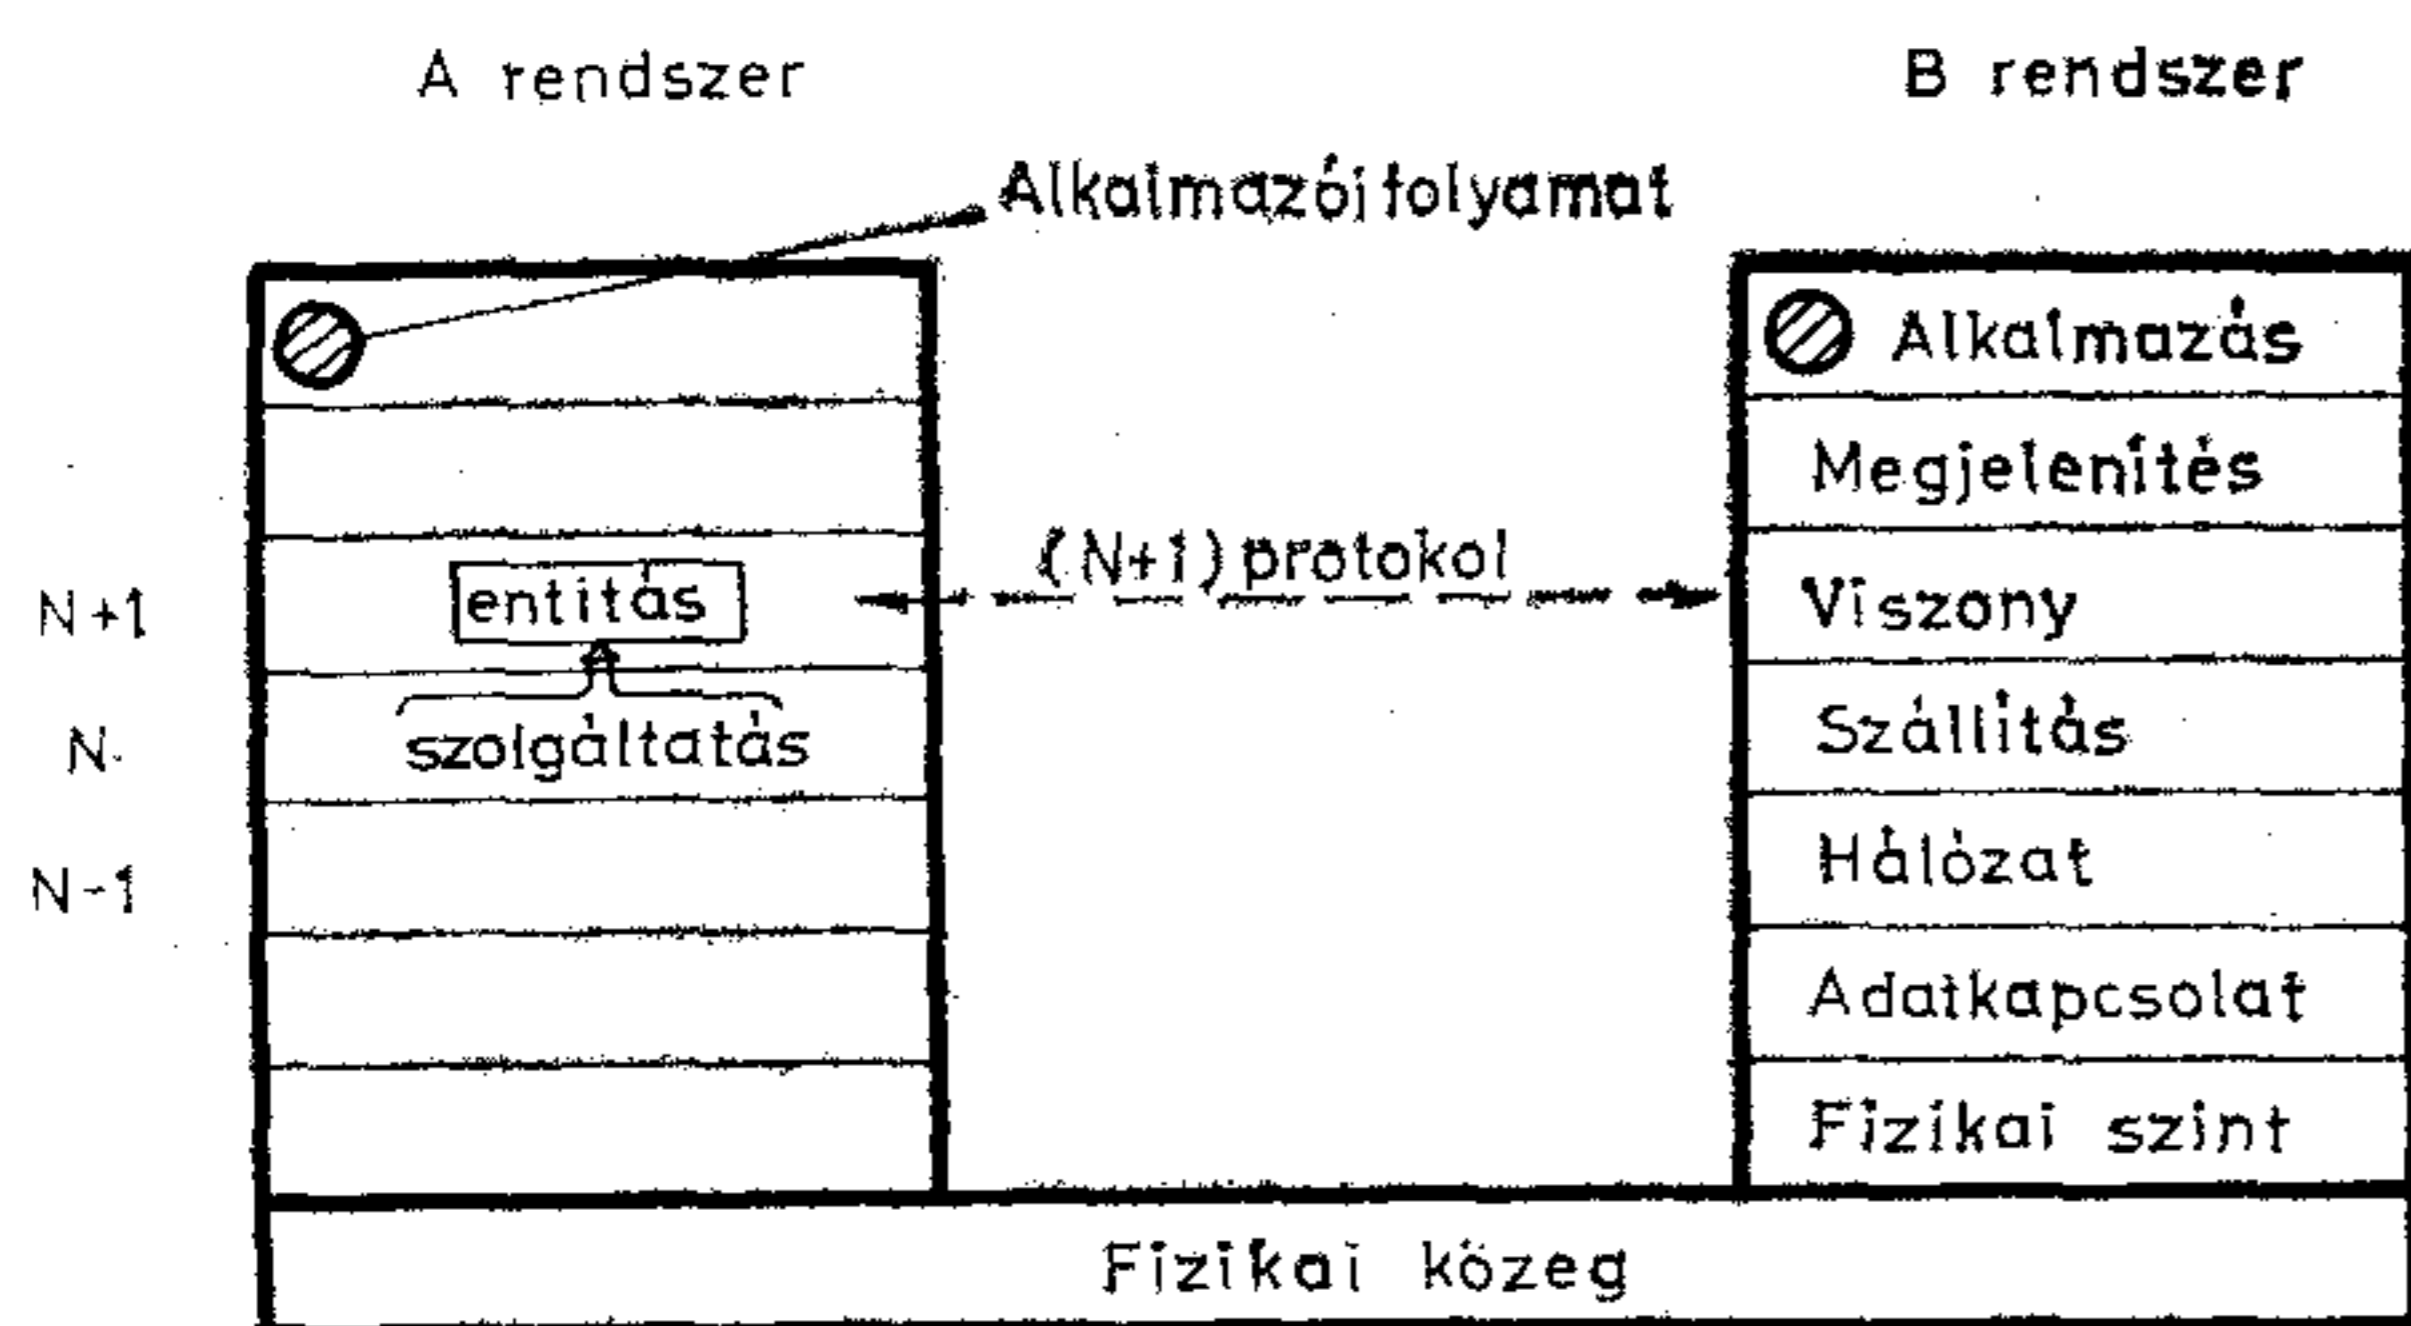 A rendszer
B rendszer
Alkalmazói folyamat
Alkalmazás
Megjelenítés
(N+1) protokol
N+1
entitás
Viszony
N
szolgáltatás
Szállítás
N-1
Hálózat
Adatkapcsolat
Fizikai szint
Fizikai közeg